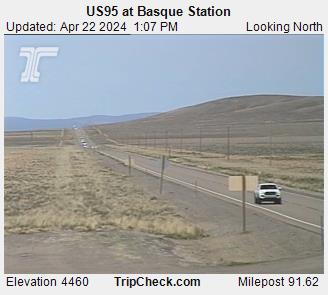 US95 at Basque Station
Updated: Apr 22 2024 1:07 PM Looking North
Elevation 4460 TripCheck.com Milepost 91.62